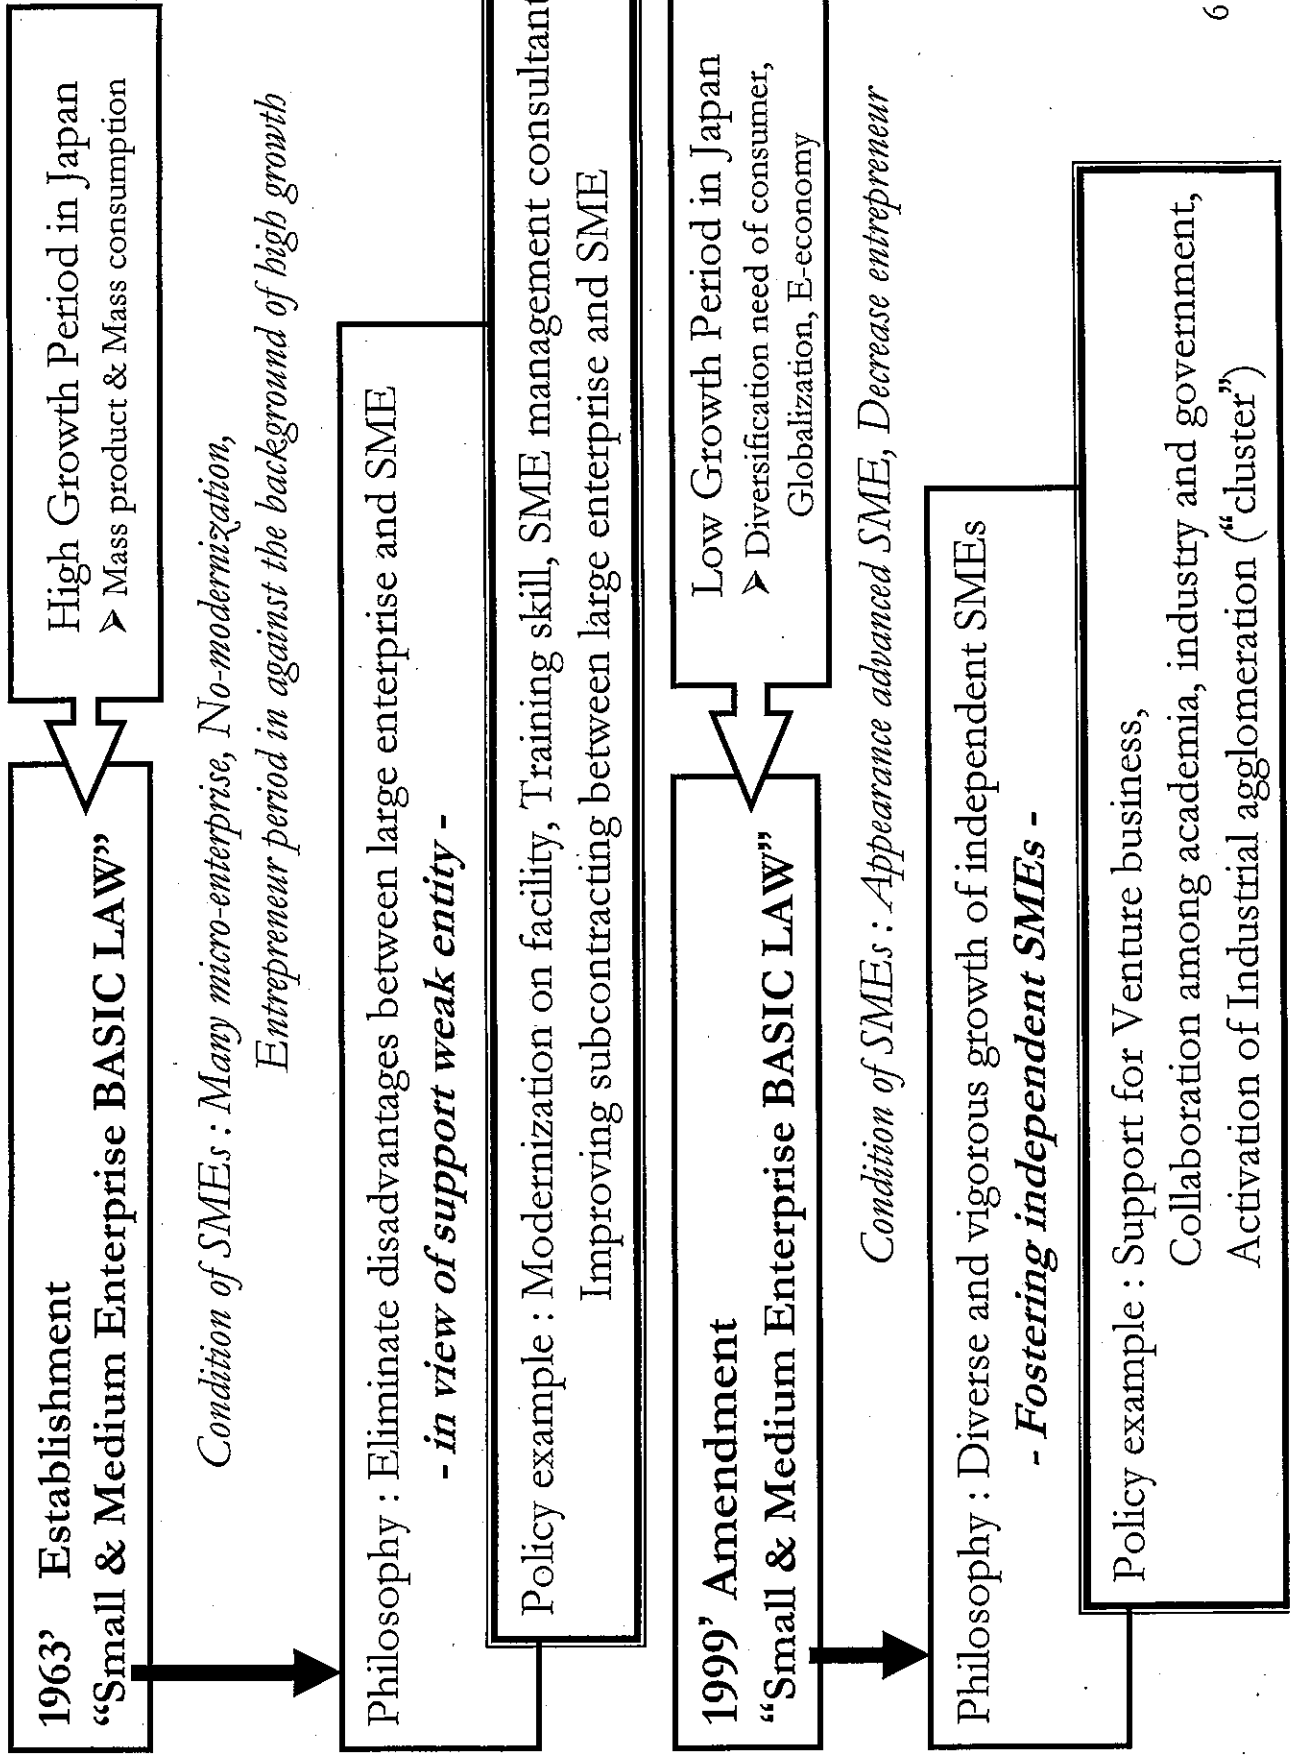 1963’ Establishment
“Small & Medium Enterprise BASIC LAW”
High Growth Period in Japan
➢ Mass product & Mass consumption
Condition of SMEs : Many micro-enterprise, No-modernization,
Entrepreneur period in against the background of high growth
Philosophy : Eliminate disadvantages between large enterprise and SME
- in view of support weak entity -
Policy example : Modernization on facility, Training skill, SME management consultant
Improving subcontracting between large enterprise and SME
1999’ Amendment
“Small & Medium Enterprise BASIC LAW”
Low Growth Period in Japan
➢ Diversification need of consumer,
Globalization, E-economy
Condition of SMEs : Appearance advanced SME, Decrease entrepreneur
Philosophy : Diverse and vigorous growth of independent SMEs
- Fostering independent SMEs -
Policy example : Support for Venture business,
Collaboration among academia, industry and government,
Activation of Industrial agglomeration (“cluster”)
6